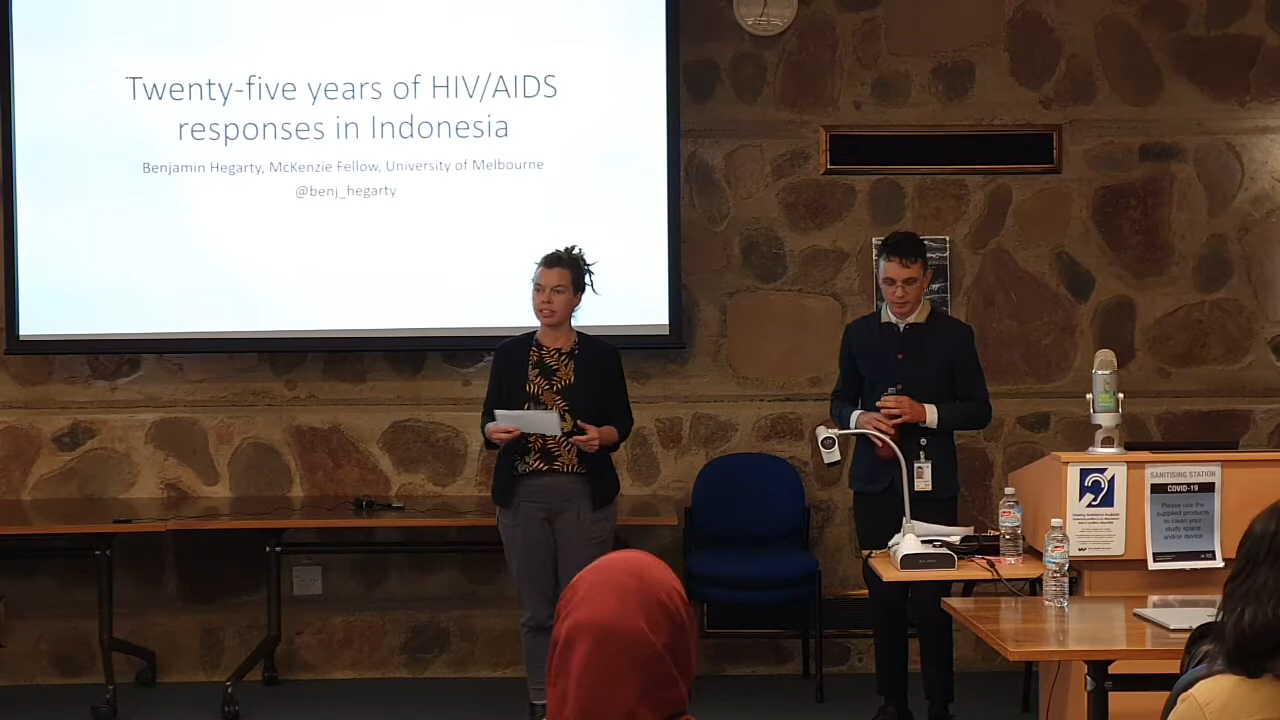 Twenty-five years of HIV/AIDS
responses in Indonesia
Benjamin Hegarty, McKenzie Fellow, University of Melbourne
@benj_hegarty
SANITISING STATION
COVID-19
Please use the
supplied products
to clean your
study space
and/or device.